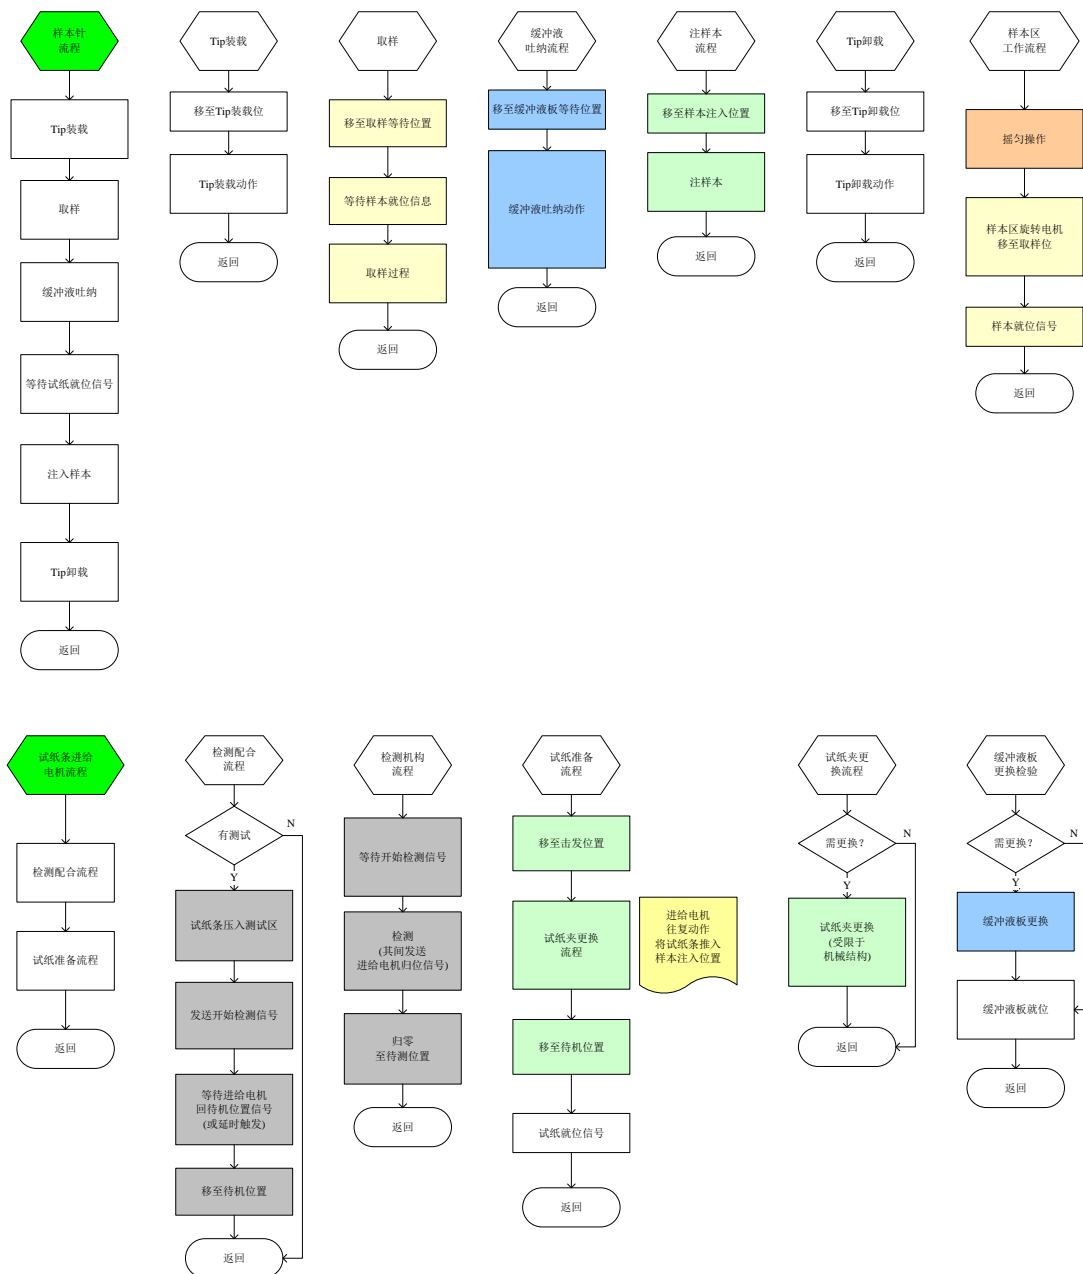 样本针
流程
Tip装载
取样
缓冲液吐纳
等待试纸就位信号
注入样本
Tip卸载
返回
Tip装载
移至Tip装载位
Tip装载动作
返回
取样
移至取样等待位置
等待样本就位信息
取样过程
返回
缓冲液
吐纳流程
移至缓冲液板等待位置
缓冲液吐纳动作
返回
注样本
流程
移至样本注入位置
注样本
返回
Tip卸载
移至Tip卸载位
Tip卸载动作
返回
样本区
工作流程
摇匀操作
样本区旋转电机
移至取样位
样本就位信号
返回
试纸条进给
电机流程
检测配合流程
试纸准备流程
返回
检测配合
流程
有测试
N
Y
试纸条压入测试区
发送开始检测信号
等待进给电机
回待机位置信号
(或延时触发)
移至待机位置
返回
检测机构
流程
等待开始检测信号
检测
(其间发送
进给电机归位信号)
归零
至待测位置
返回
试纸准备
流程
移至击发位置
试纸夹更换
流程
移至待机位置
试纸就位信号
返回
进给电机
往复动作
将试纸条推入
样本注入位置
试纸夹更
换流程
需更换?
N
Y
试纸夹更换
(受限于
机械结构)
返回
缓冲液板
更换检验
需更换?
N
Y
缓冲液板更换
缓冲液板就位
返回